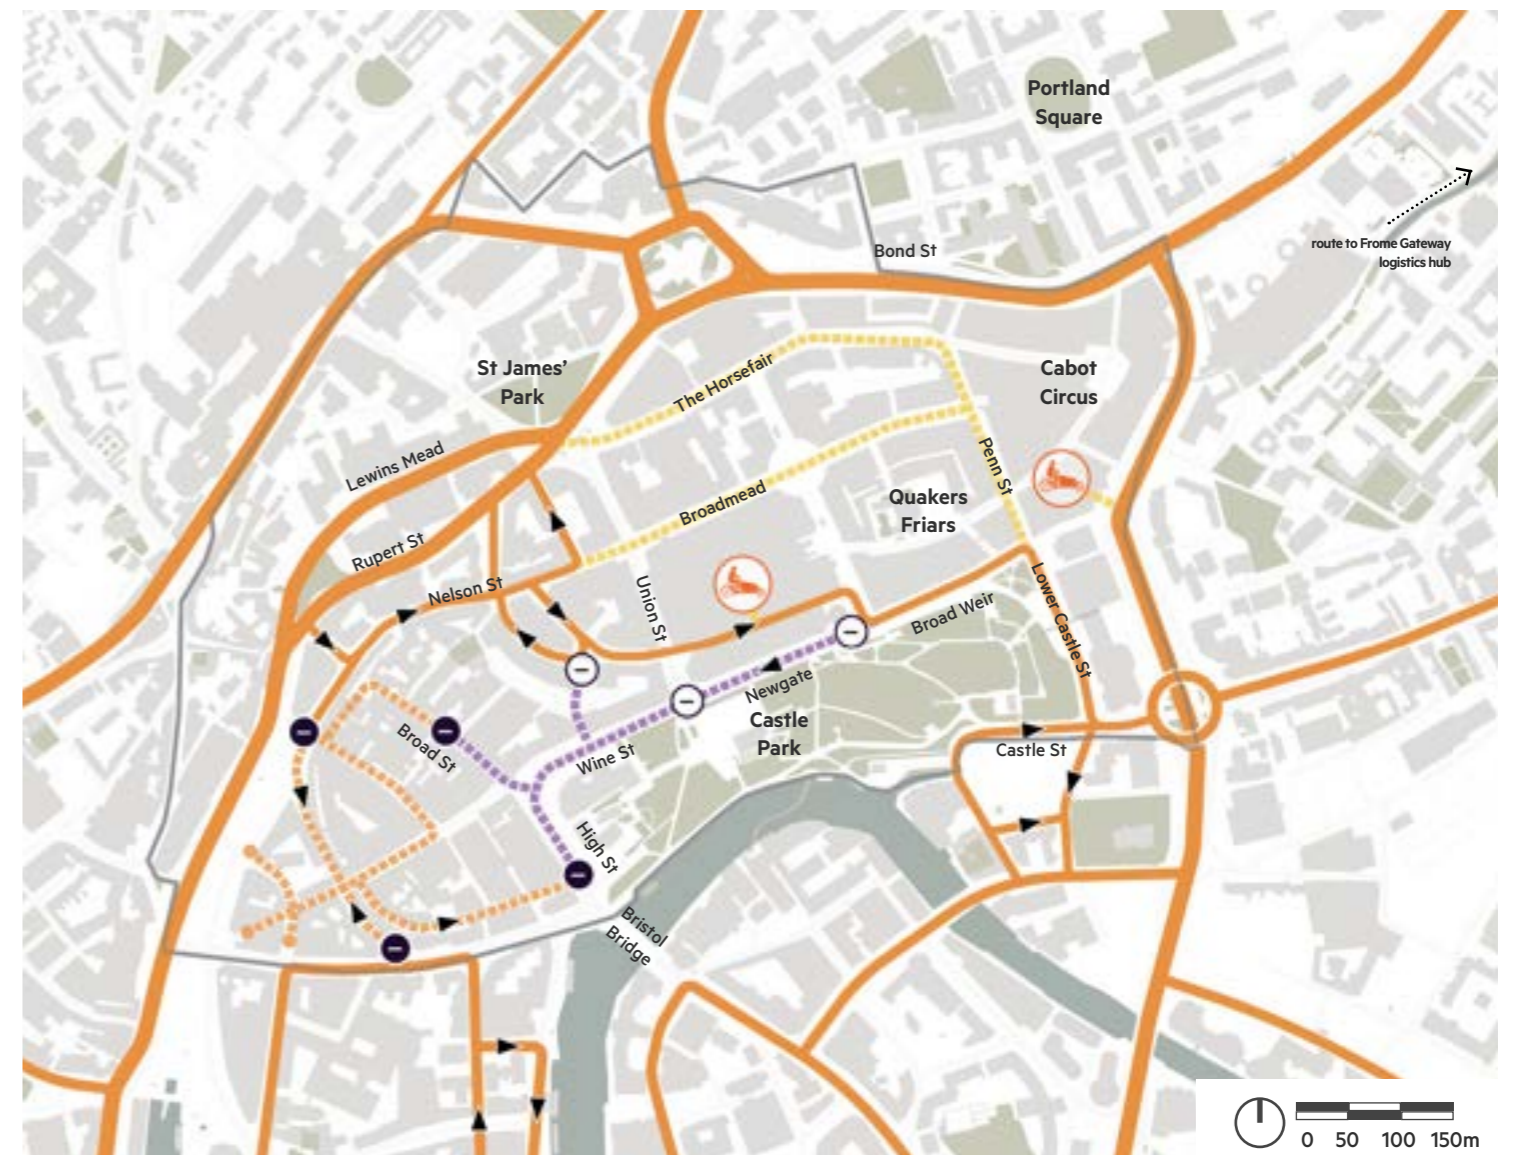 Portland
Square
route to Frome Gateway
logistics hub
Bond St
St James’
Park
The Horsefair
Cabot
Circus
Lewins Mead
Penn St
Broadmead
Quakers
Friars
Rupert St
Nelson St
Union St
Broad Weir
Lower Castle St
Newgate
Castle
Park
Broad St
Wine St
Castle St
High St
Bristol
Bridge
0 50 100 150m